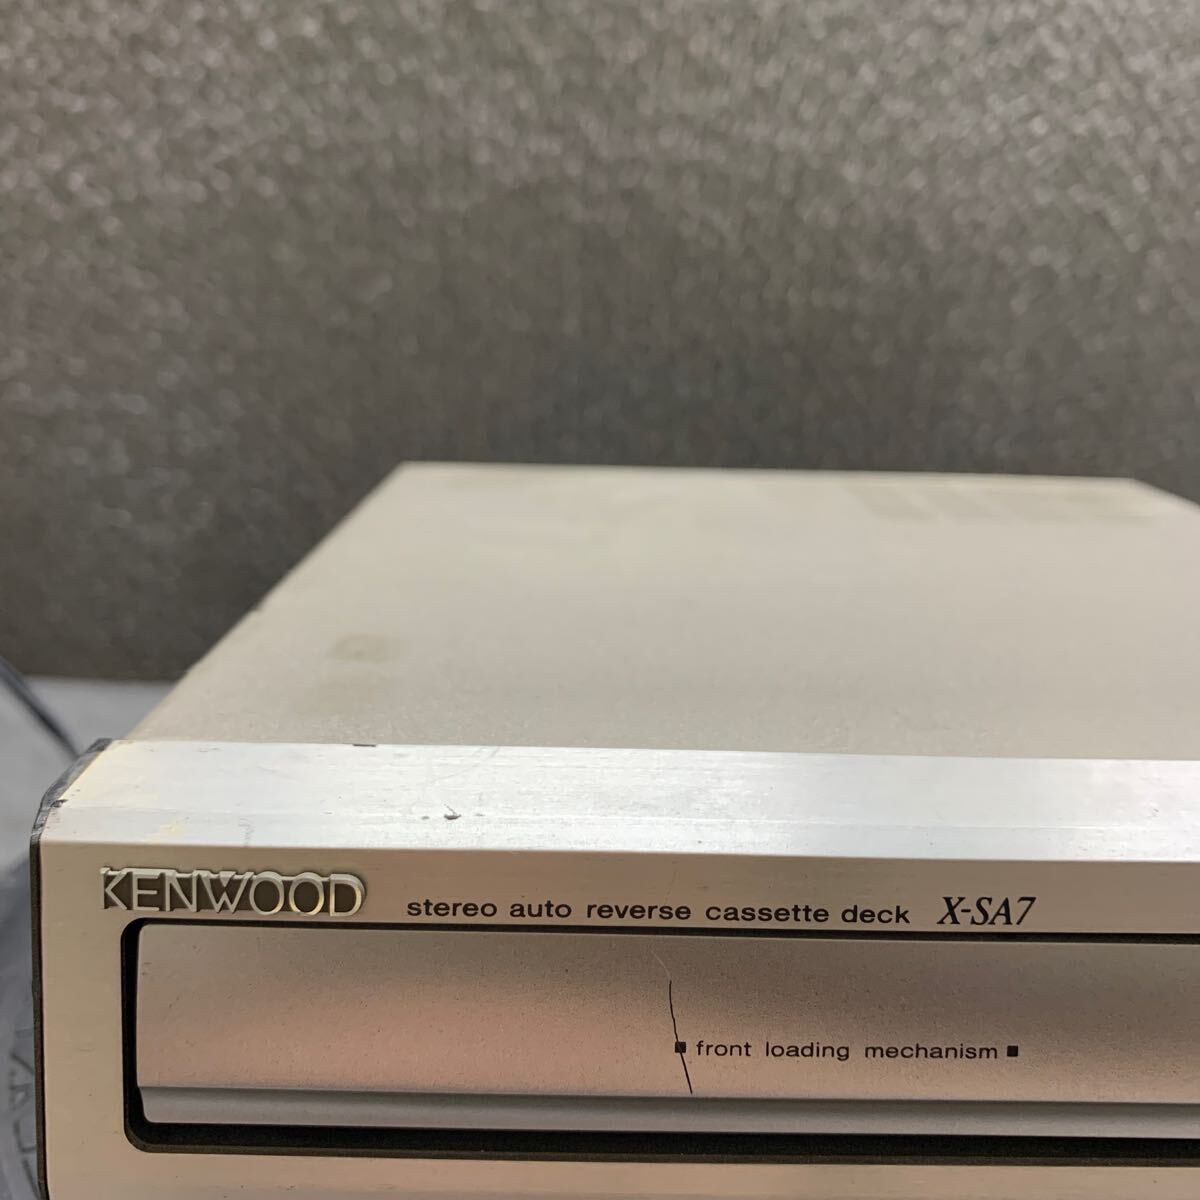 KENWOOD stereo auto reverse cassette deck X-SA7
■ front loading mechanism ■